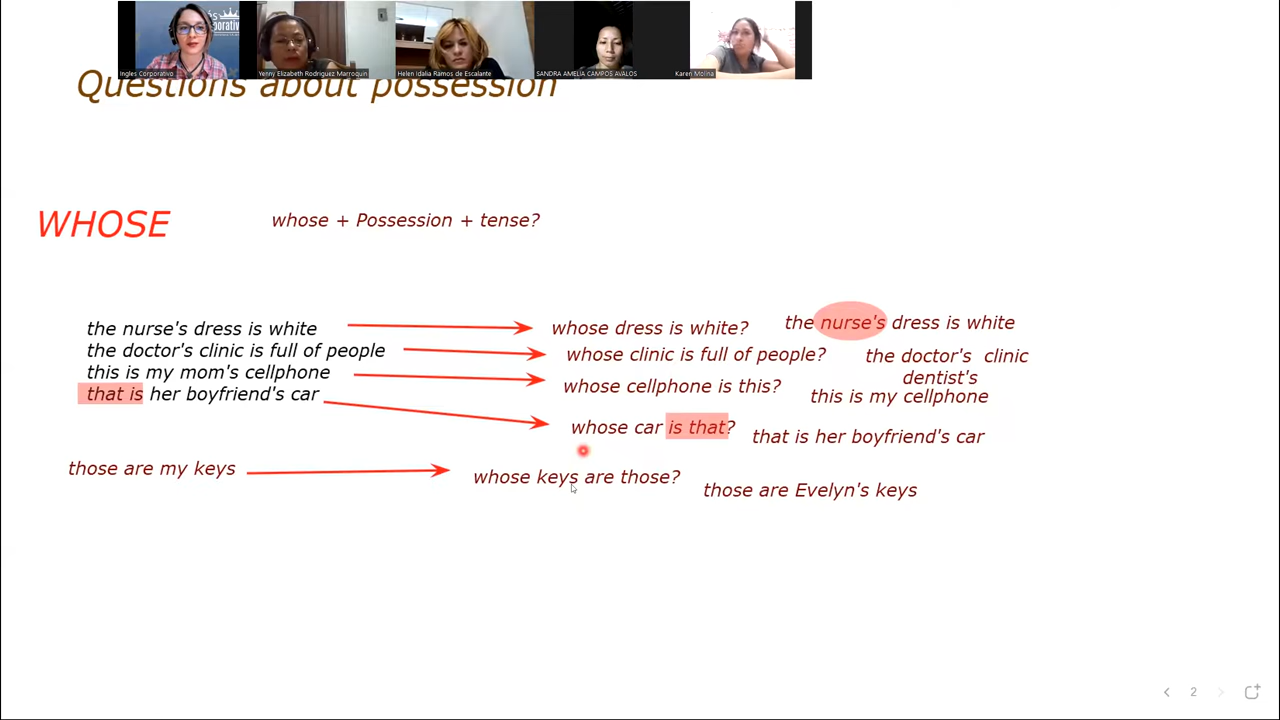 Ingles Corporativo
Yenny Elizabeth Rodriguez Marroquin
Helen Idalia Ramos de Escalante
SANDRA AMELIA CAMPOS AVALOS
Karen Molina
Questions about possession
WHOSE
whose + Possession + tense?
the nurse's dress is white
whose dress is white?
the nurse's dress is white
the doctor's clinic is full of people
whose clinic is full of people?
the doctor's clinic
dentist's
this is my mom's cellphone
whose cellphone is this?
this is my cellphone
that is her boyfriend's car
whose car is that?
that is her boyfriend's car
those are my keys
whose keys are those?
those are Evelyn's keys
2